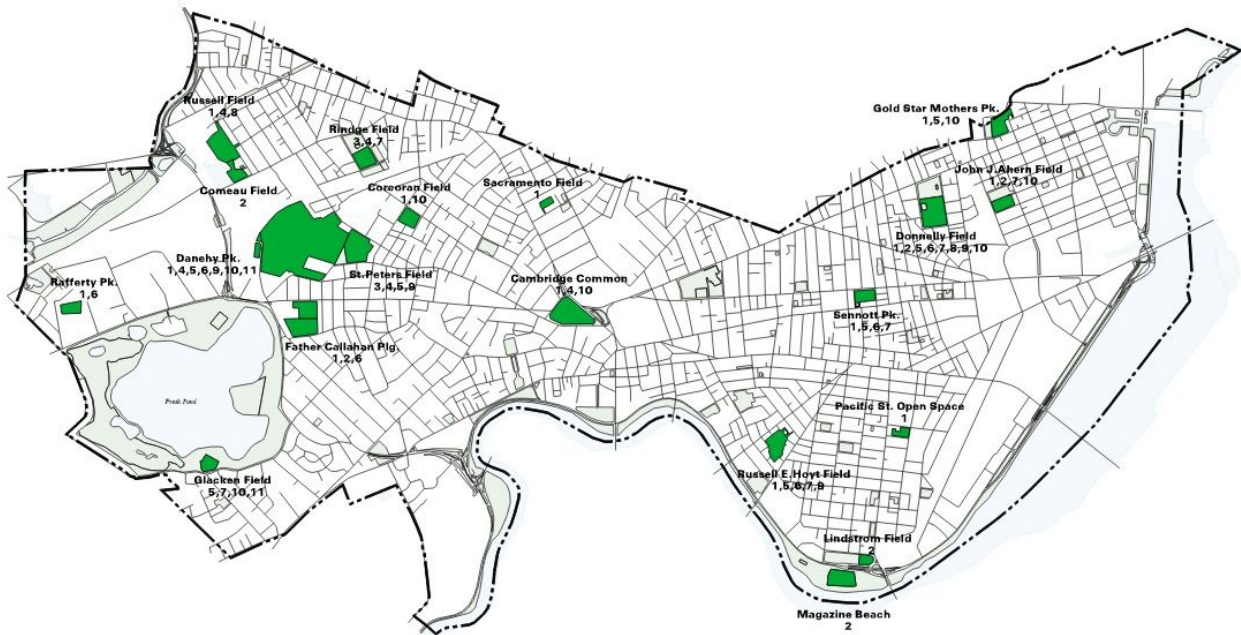 Gold Star Mothers Pk.
1,5,10
Russell Field
1,4,8
Rindge Field
3,4,7
John J.Ahern Field
1,2,7,10
Comeau Field
2
Corcoran Field
1,10
Sacramento Field
1
Donnelly Field
1,2,5,6,7,8,9,10
Danehy Pk.
1,4,5,6,9,10,11
St.Peters Field
3,4,5,9
Cambridge Common
1,4,10
Rafferty Pk.
1,6
Sennott Pk.
1,5,6,7
Father Callahan Plg.
1,2,6
Fresh Pond
Pacific St. Open Space
1
Glacken Field
5,7,10,11
Russell E.Hoyt Field
1,5,6,7,9
Lindstrom Field
2
Magazine Beach
2